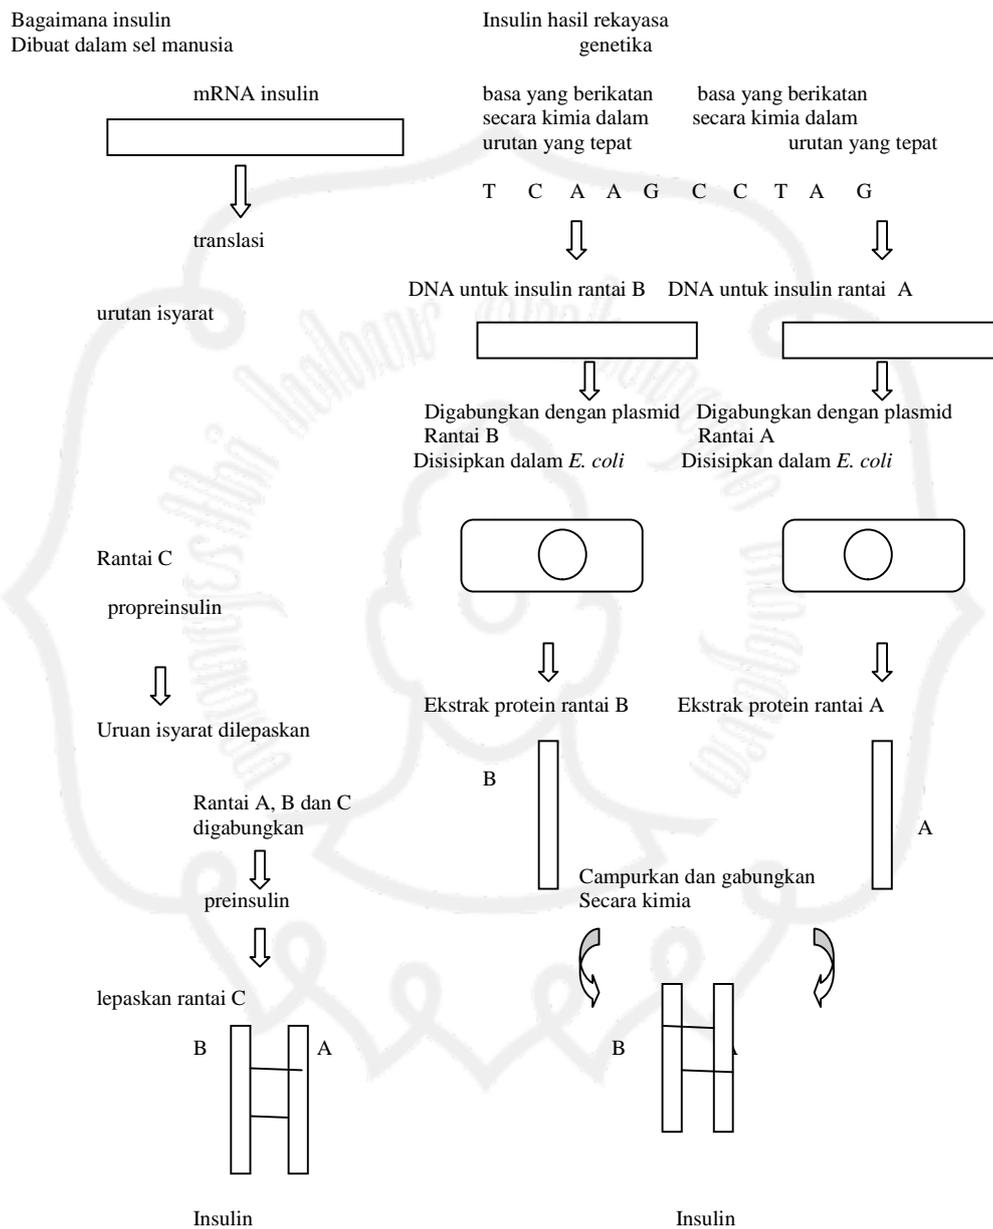 Bagaimana insulin
Dibuat dalam sel manusia
mRNA insulin
translasi
urutan isyarat
Rantai C
propreinsulin
Uruan isyarat dilepaskan
Rantai A, B dan C
digabungkan
preinsulin
lepaskan rantai C
B A
Insulin
Insulin hasil rekayasa
genetika
basa yang berikatan
secara kimia dalam
urutan yang tepat
basa yang berikatan
secara kimia dalam
urutan yang tepat
T C A A G C C T A G
DNA untuk insulin rantai B DNA untuk insulin rantai A
Digabungkan dengan plasmid
Rantai B
Disisipkan dalam E. coli
Digabungkan dengan plasmid
Rantai A
Disisipkan dalam E. coli
Ekstrak protein rantai B Ekstrak protein rantai A
B
A
Campurkan dan gabungkan
Secara kimia
B
Insulin